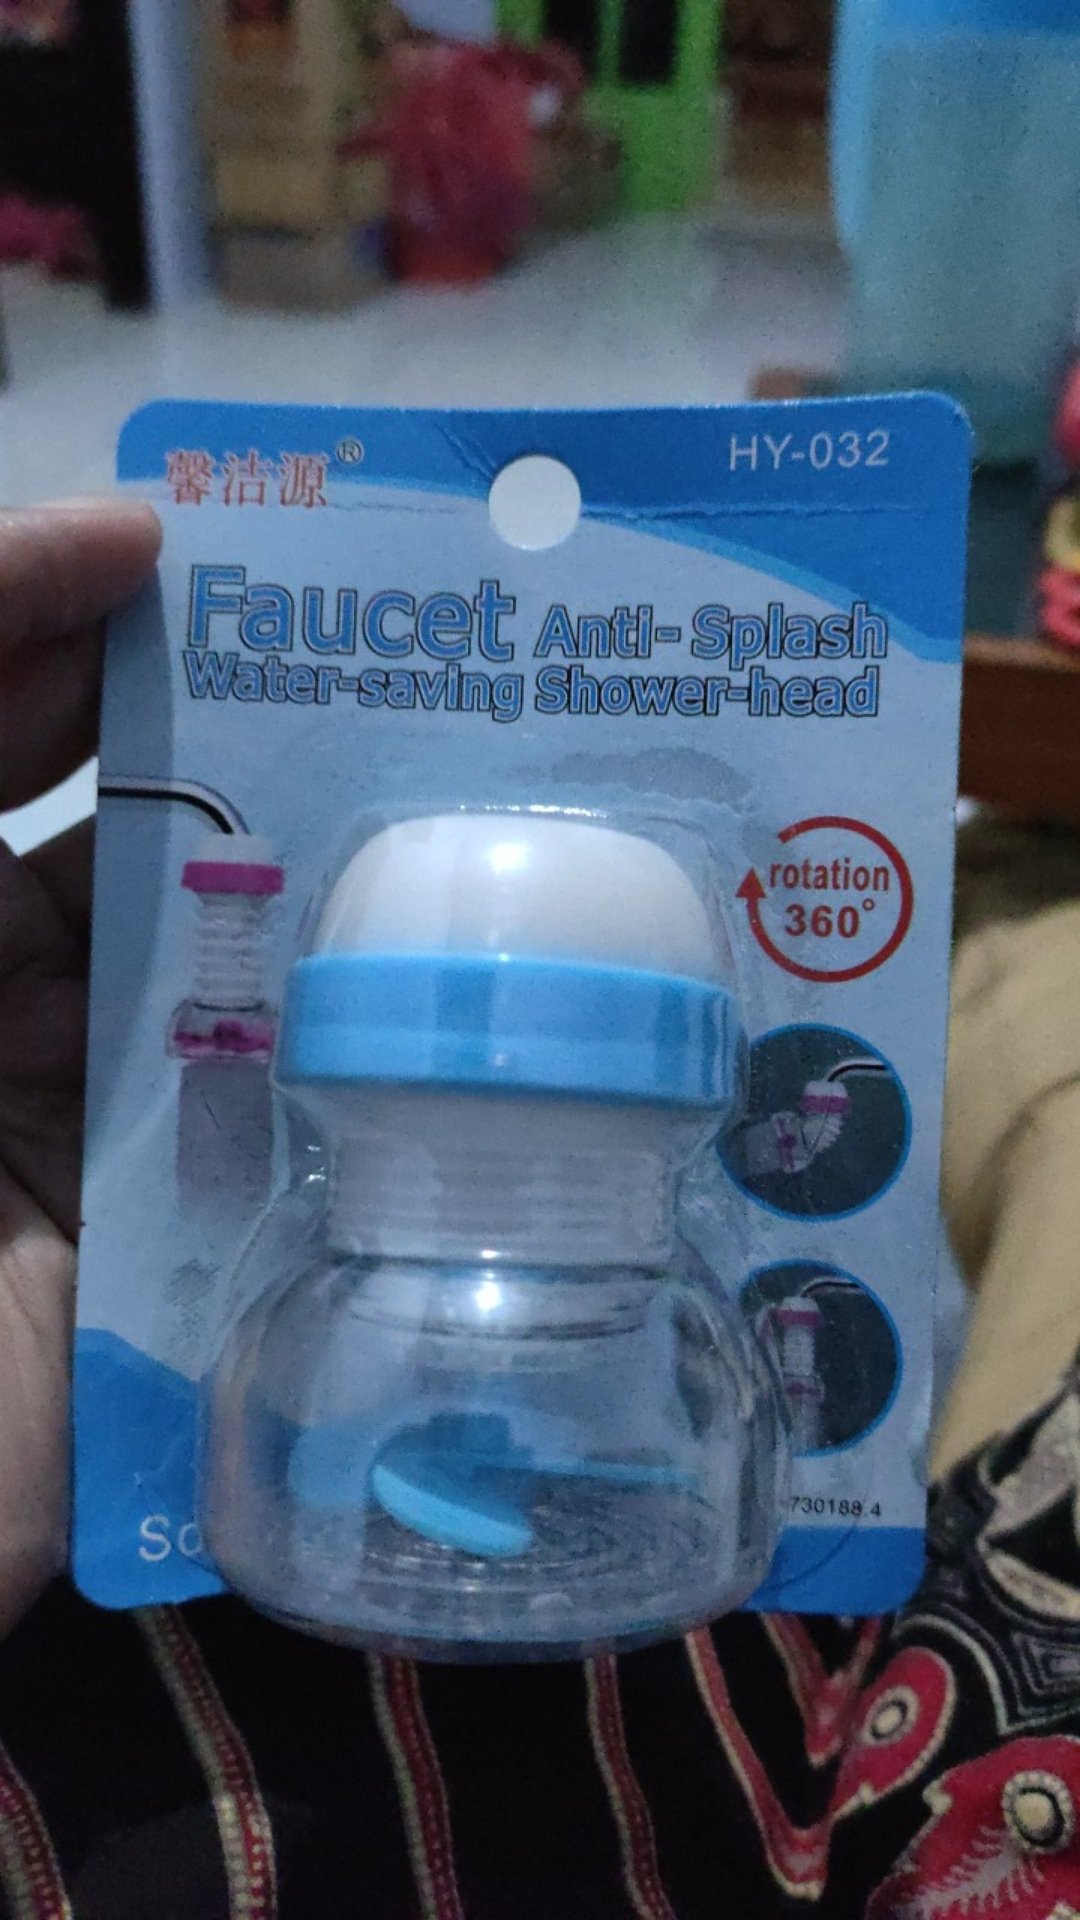 馨洁源®
HY-032
Faucet Anti-Splash
Water-saving Shower-head
rotation
360°
730188.4